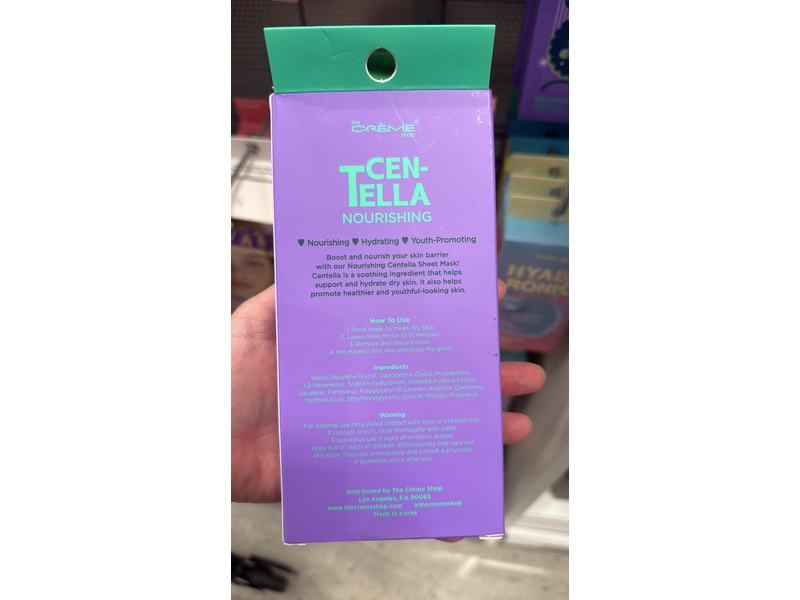 THE
CRÈME
shop
CEN-
TELLA
NOURISHING
♥ Nourishing ♥ Hydrating ♥ Youth-Promoting
Boost and nourish your skin barrier
with our Nourishing Centella Sheet Mask!
Centella is a soothing ingredient that helps
support and hydrate dry skin. It also helps
promote healthier and youthful-looking skin.
How To Use
1. Place mask on clean, dry face.
2. Leave mask on for 10-15 minutes.
3. Remove and discard mask.
4. Pat essence into skin and enjoy the glow!
Ingredients
Water, Butylene Glycol, Dipropylene Glycol, Propanediol,
1,2-Hexanediol, Sodium Hyaluronate, Centella Asiatica Extract,
Squalane, Panthenol, Polyglyceryl-10 Laurate, Arginine, Carbomer,
Xanthan Gum, Ethylhexylglycerin, Sodium Phytate, Fragrance
Warning
For external use only. Avoid contact with eyes or irritated skin.
If contact occurs, rinse thoroughly with water.
Discontinue use if signs of irritation appear.
Keep out of reach of children. Effectiveness may vary per
skin type. Stop use immediately and consult a physician
if problems occur after use.
Distributed by The Crème Shop
Los Angeles, CA 90065
www.thecremeshop.com @thecremeshop
Made in Korea
HYAL
RONIC